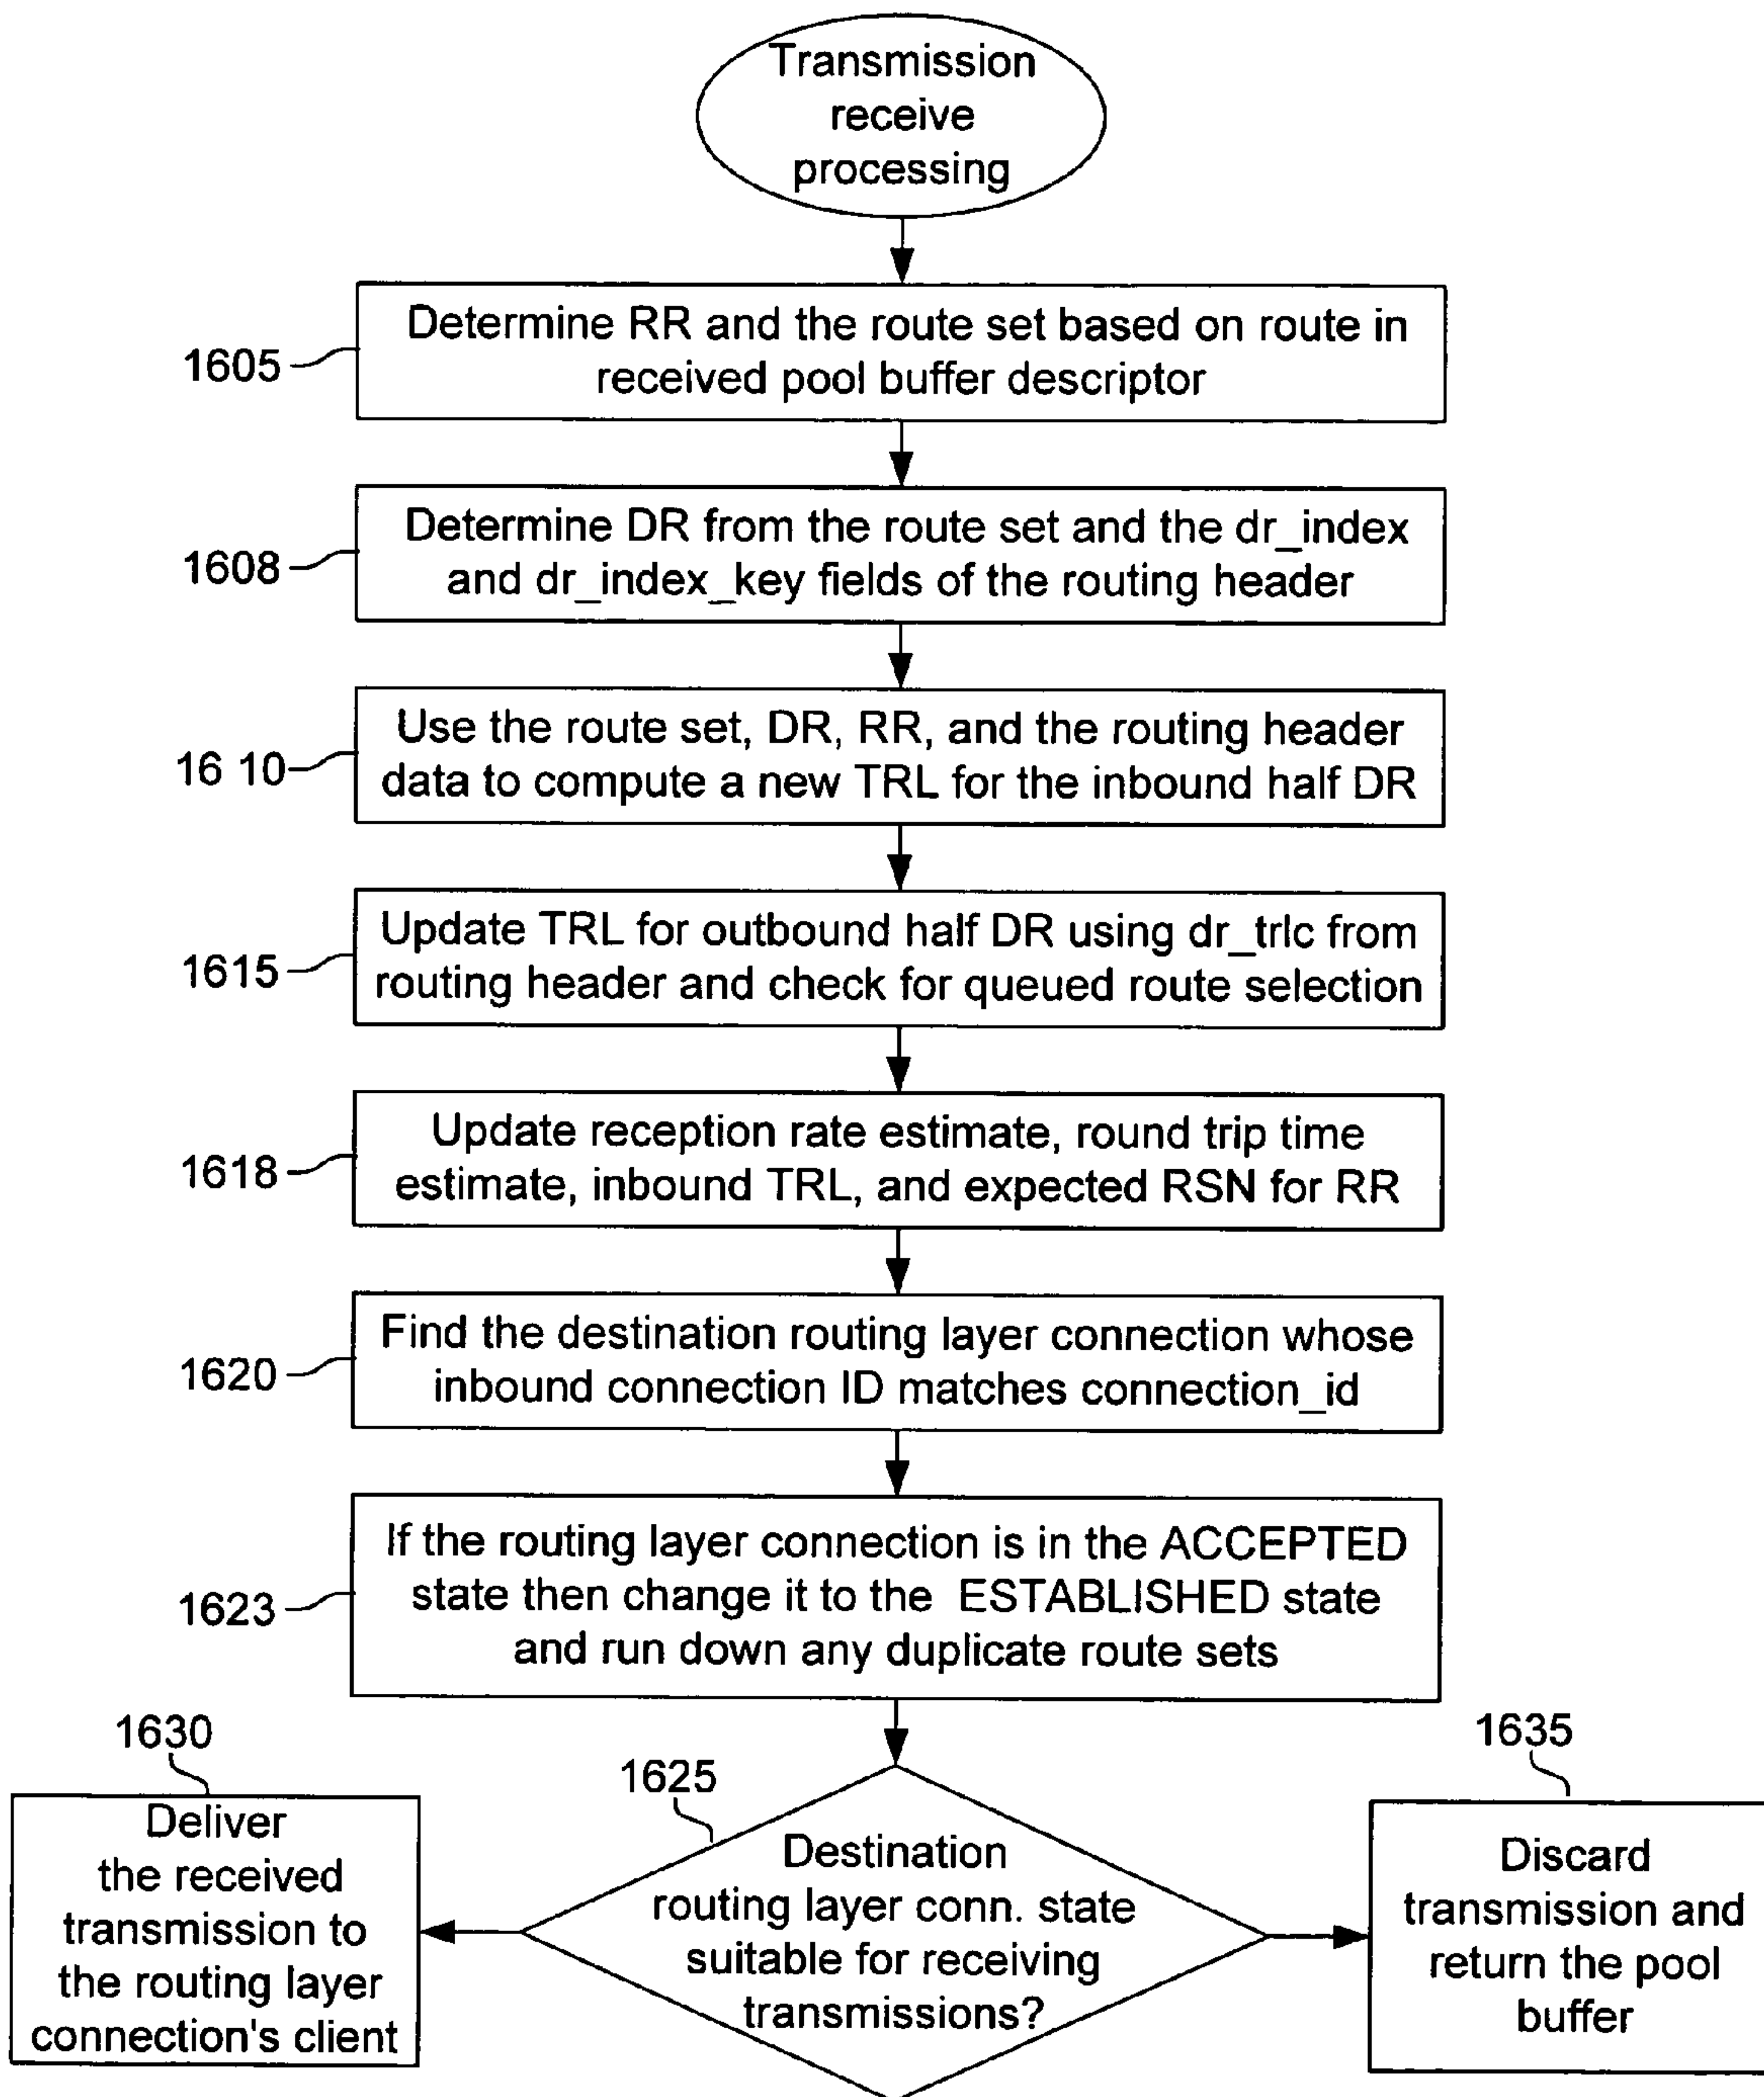 Transmission
receive
processing
1605
Determine RR and the route set based on route in
received pool buffer descriptor
1608
Determine DR from the route set and the dr_index
and dr_index_key fields of the routing header
16 10
Use the route set, DR, RR, and the routing header
data to compute a new TRL for the inbound half DR
1615
Update TRL for outbound half DR using dr_trlc from
routing header and check for queued route selection
1618
Update reception rate estimate, round trip time
estimate, inbound TRL, and expected RSN for RR
1620
Find the destination routing layer connection whose
inbound connection ID matches connection_id
1623
If the routing layer connection is in the ACCEPTED
state then change it to the ESTABLISHED state
and run down any duplicate route sets
1630
Deliver
the received
transmission to
the routing layer
connection's client
1625
Destination
routing layer conn. state
suitable for receiving
transmissions?
1635
Discard
transmission and
return the pool
buffer